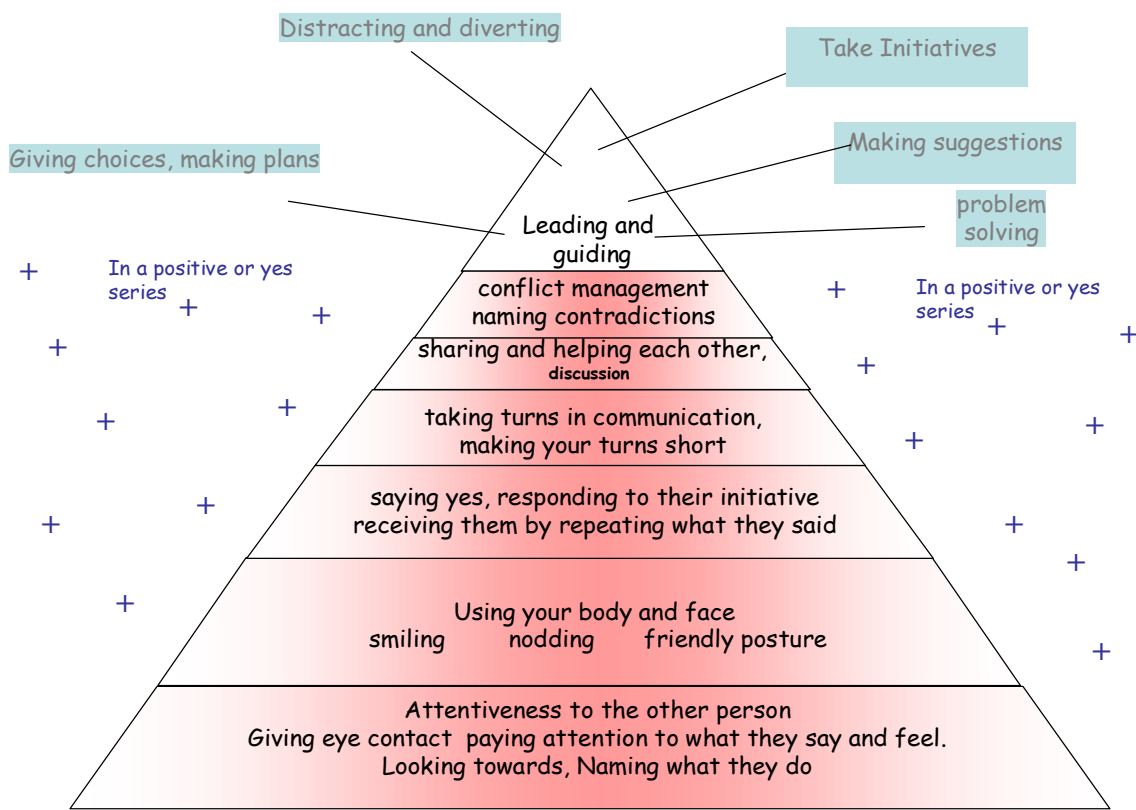 Distracting and diverting
Take Initiatives
Giving choices, making plans
Making suggestions
problem
solving
Leading and
guiding
In a positive or yes
series
In a positive or yes
series
conflict management
naming contradictions
sharing and helping each other,
discussion
taking turns in communication,
making your turns short
saying yes, responding to their initiative
receiving them by repeating what they said
Using your body and face
smiling nodding friendly posture
Attentiveness to the other person
Giving eye contact paying attention to what they say and feel.
Looking towards, Naming what they do